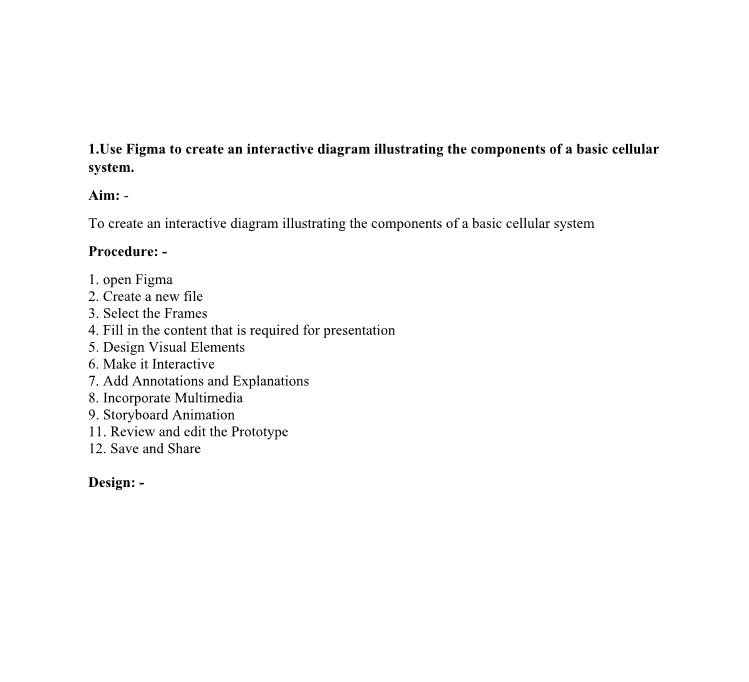 1.Use Figma to create an interactive diagram illustrating the components of a basic cellular
system.
Aim: -
To create an interactive diagram illustrating the components of a basic cellular system
Procedure: -
1. open Figma
2. Create a new file
3. Select the Frames
4. Fill in the content that is required for presentation
5. Design Visual Elements
6. Make it Interactive
7. Add Annotations and Explanations
8. Incorporate Multimedia
9. Storyboard Animation
11. Review and edit the Prototype
12. Save and Share
Design: -